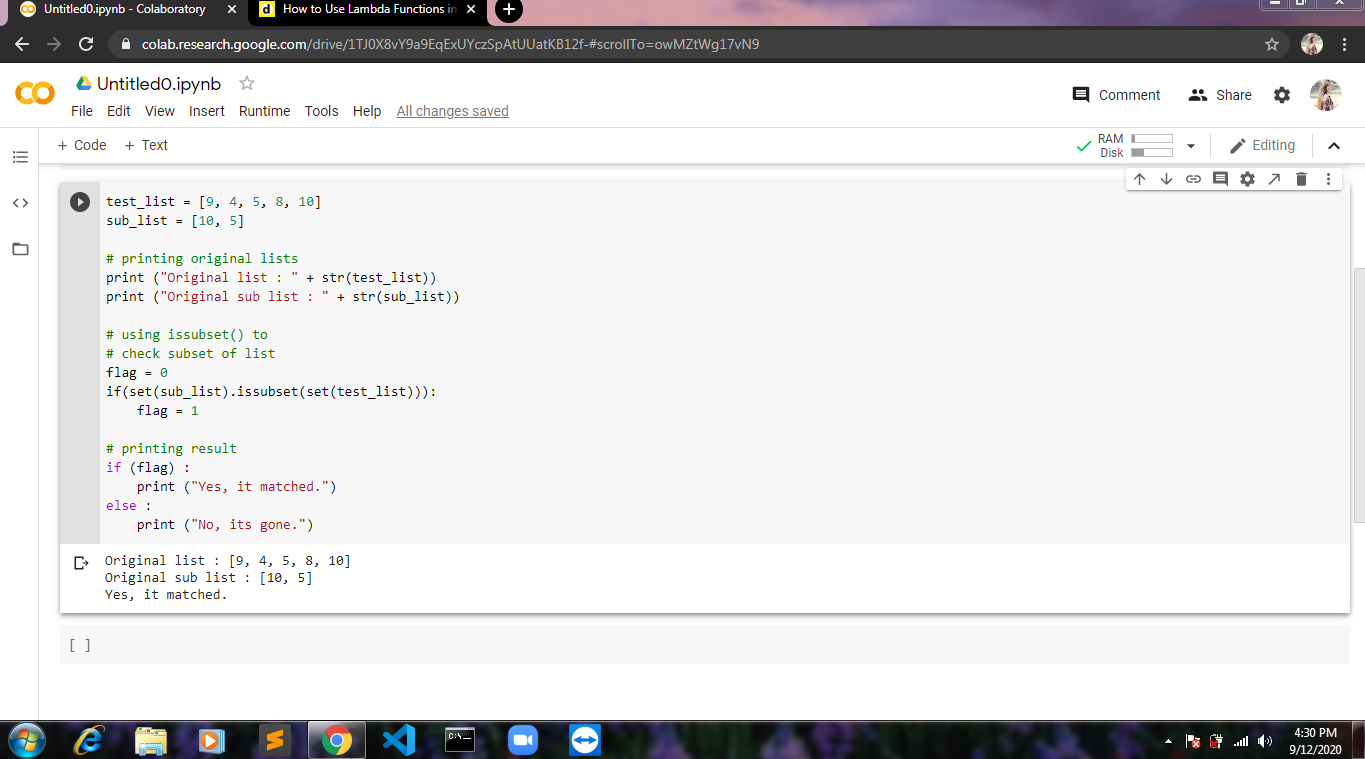 Untitled0.ipynb - Colaboratory
How to Use Lambda Functions in
colab.research.google.com/drive/1TJ0X8vY9a9EqExUYczSpAtUUatKB12f-#scrollTo=owMZtWg17vN9
Untitled0.ipynb
Comment
Share
File Edit View Insert Runtime Tools Help All changes saved
+ Code + Text
RAM
Disk
Editing
test_list = [9, 4, 5, 8, 10]
sub_list = [10, 5]
# printing original lists
print ("Original list : " + str(test_list))
print ("Original sub list : " + str(sub_list))
# using issubset() to
# check subset of list
flag = 0
if(set(sub_list).issubset(set(test_list))):
    flag = 1
# printing result
if (flag) :
    print ("Yes, it matched.")
else :
    print ("No, its gone.")
Original list : [9, 4, 5, 8, 10]
Original sub list : [10, 5]
Yes, it matched.
[ ]
4:30 PM
9/12/2020